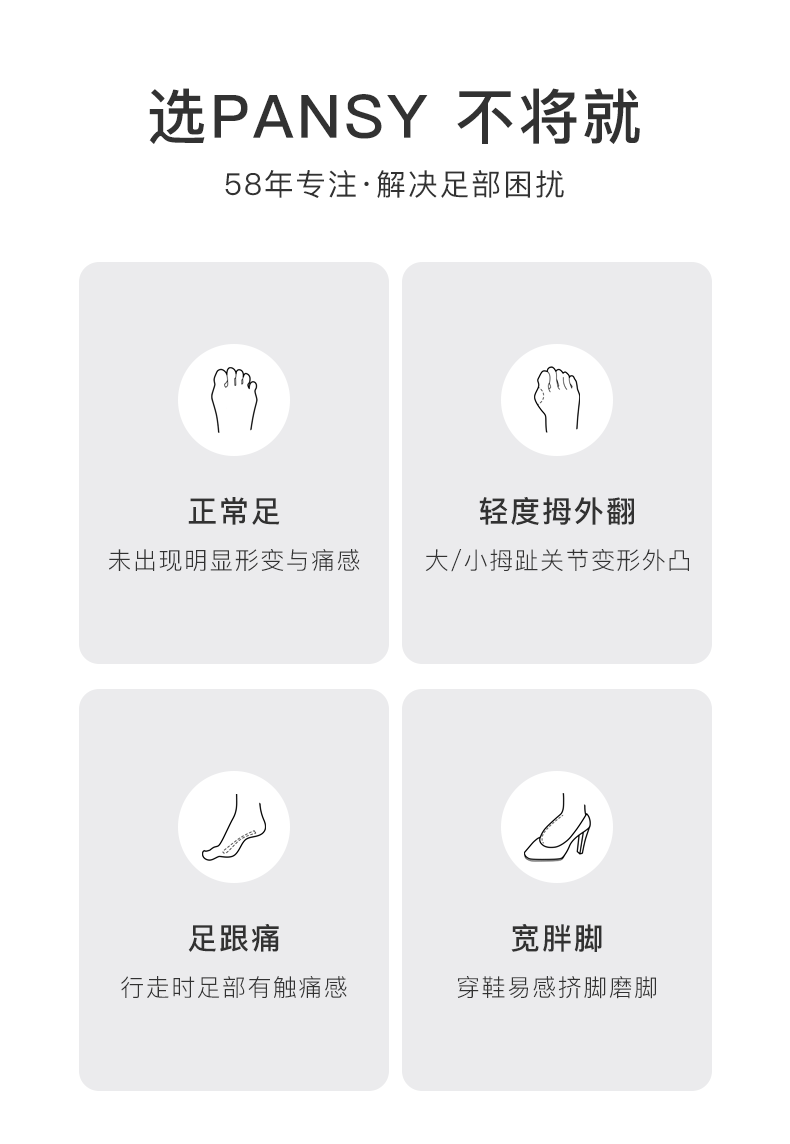 选PANSY 不将就
58年专注·解决足部困扰
正常足
未出现明显形变与痛感
轻度拇外翻
大/小拇趾关节变形外凸
足跟痛
行走时足部有触痛感
宽胖脚
穿鞋易感挤脚磨脚